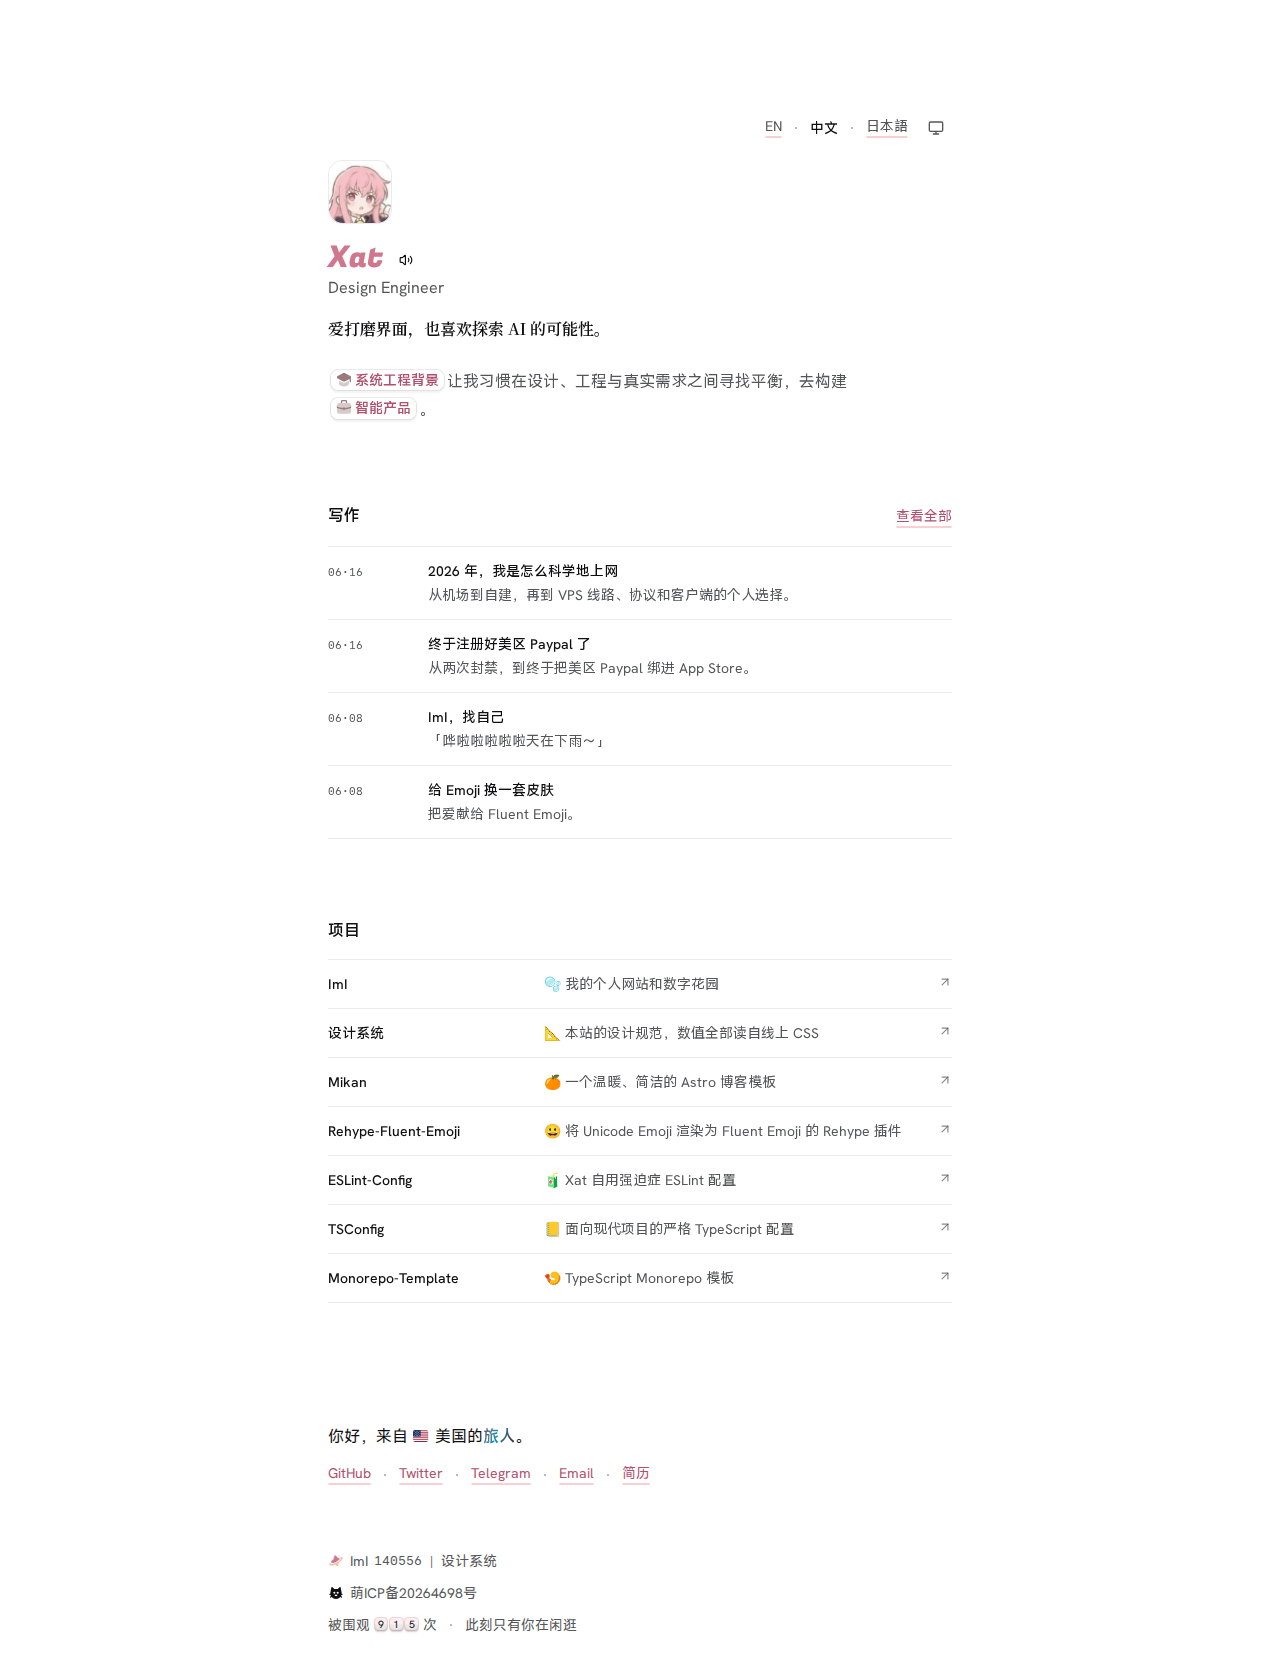 EN · 中文 · 日本語
Xat
Design Engineer
爱打磨界面，也喜欢探索 AI 的可能性。
系统工程背景 让我习惯在设计、工程与真实需求之间寻找平衡，去构建
智能产品 。
写作 查看全部
06·16 2026 年，我是怎么科学地上网
从机场到自建，再到 VPS 线路、协议和客户端的个人选择。
06·16 终于注册好美区 Paypal 了
从两次封禁，到终于把美区 Paypal 绑进 App Store。
06·08 ImI，找自己
「哗啦啦啦啦啦天在下雨～」
06·08 给 Emoji 换一套皮肤
把爱献给 Fluent Emoji。
项目
ImI 🫧 我的个人网站和数字花园
设计系统 📐 本站的设计规范，数值全部读自线上 CSS
Mikan 🍊 一个温暖、简洁的 Astro 博客模板
Rehype-Fluent-Emoji 😀 将 Unicode Emoji 渲染为 Fluent Emoji 的 Rehype 插件
ESLint-Config 🧃 Xat 自用强迫症 ESLint 配置
TSConfig 📒 面向现代项目的严格 TypeScript 配置
Monorepo-Template 🍤 TypeScript Monorepo 模板
你好，来自 🇺🇸 美国的旅人。
GitHub · Twitter · Telegram · Email · 简历
ImI 140556 | 设计系统
萌ICP备20264698号
被围观 915 次 · 此刻只有你在闲逛